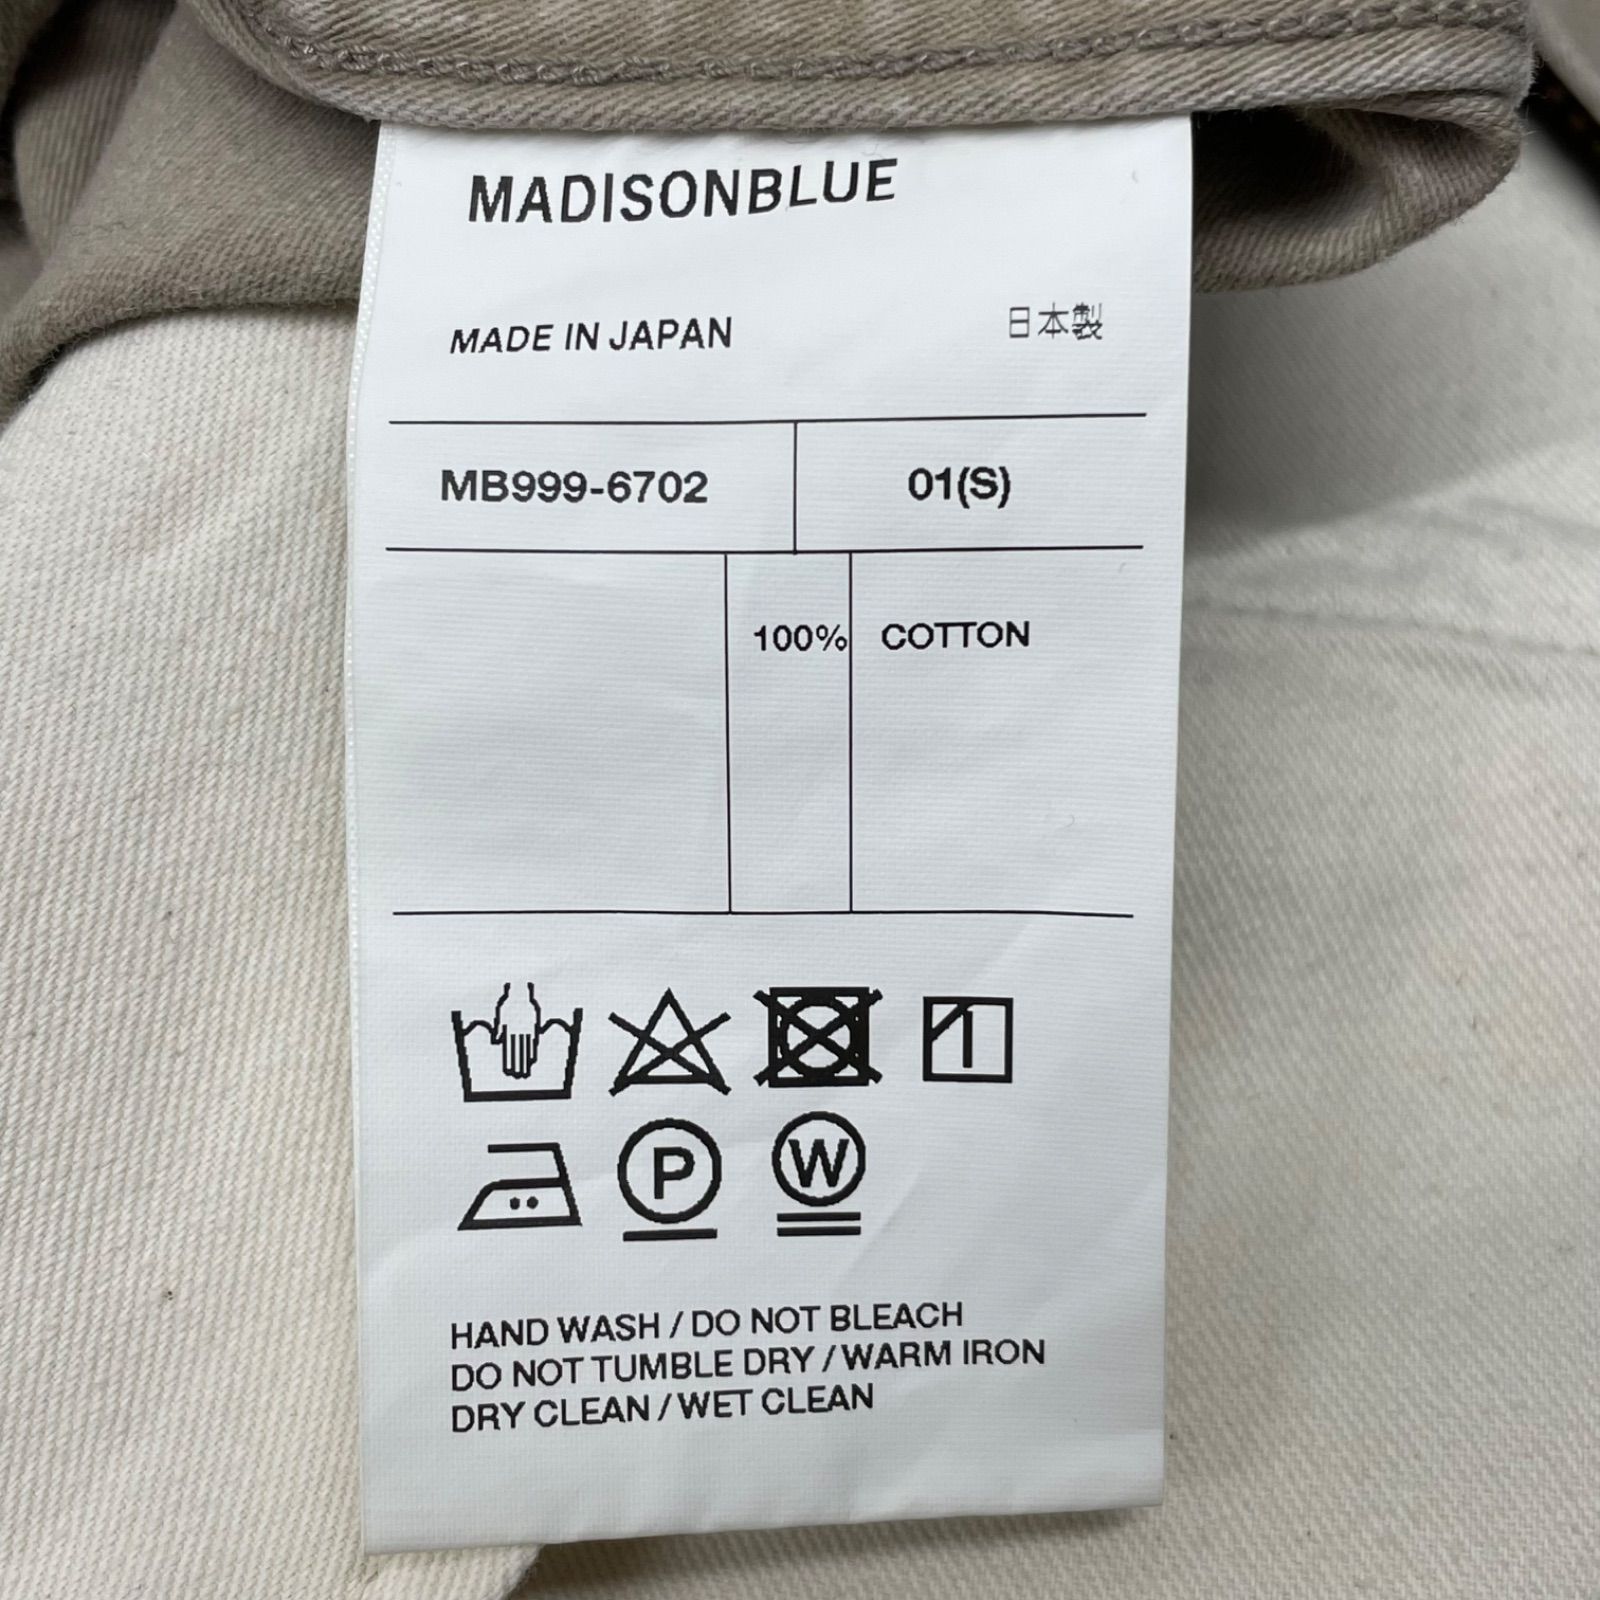 MADISONBLUE
MADE IN JAPAN 日本製
MB999-6702 01(S)
100% COTTON
P W
HAND WASH / DO NOT BLEACH
DO NOT TUMBLE DRY / WARM IRON
DRY CLEAN / WET CLEAN